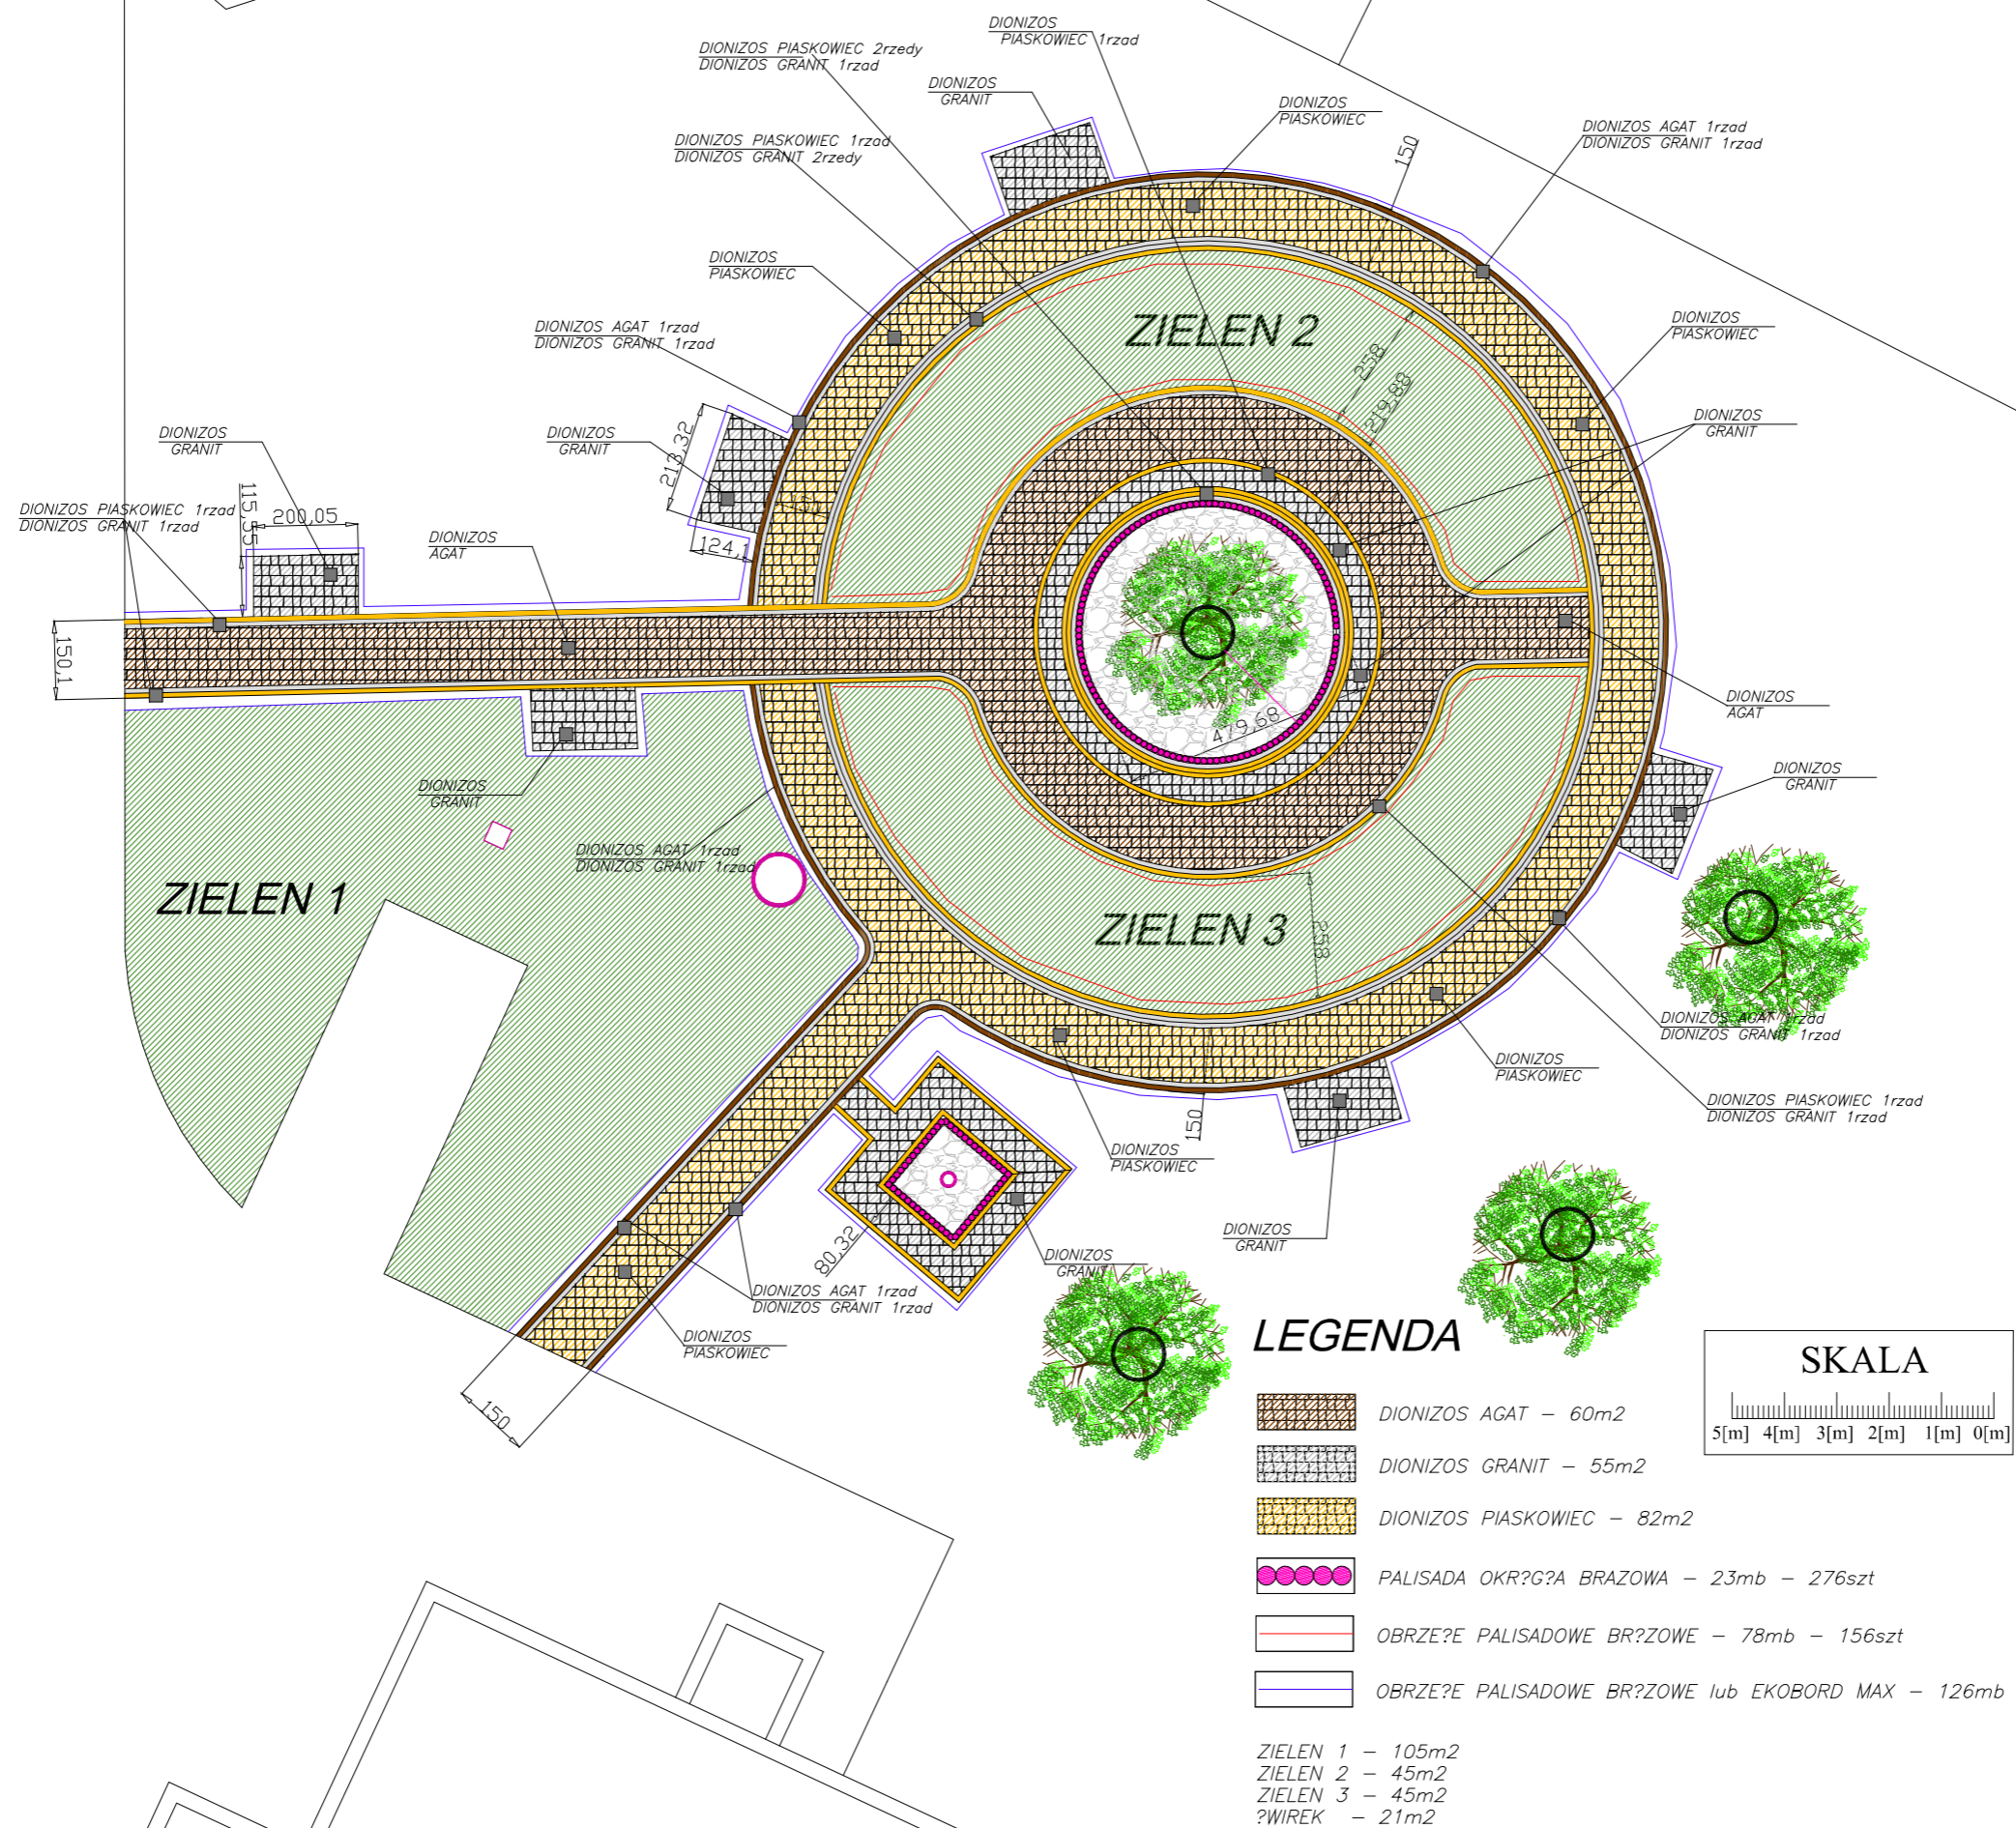 DIONIZOS
PIASKOWIEC 1rzad
DIONIZOS PIASKOWIEC 2rzedy
DIONIZOS GRANIT 1rzad
DIONIZOS
GRANIT
DIONIZOS
PIASKOWIEC
DIONIZOS AGAT 1rzad
DIONIZOS GRANIT 1rzad
DIONIZOS PIASKOWIEC 1rzad
DIONIZOS GRANIT 2rzedy
150
DIONIZOS
PIASKOWIEC
DIONIZOS AGAT 1rzad
DIONIZOS GRANIT 1rzad
ZIELEN 2
DIONIZOS
PIASKOWIEC
258
219,88
DIONIZOS
GRANIT
DIONIZOS
GRANIT
213,32
DIONIZOS
GRANIT
DIONIZOS PIASKOWIEC 1rzad
DIONIZOS GRANIT 1rzad
115,55
200,05
DIONIZOS
AGAT
124,1
150,1
479,68
DIONIZOS
AGAT
DIONIZOS
GRANIT
DIONIZOS
GRANIT
DIONIZOS AGAT 1rzad
DIONIZOS GRANIT 1rzad
ZIELEN 1
ZIELEN 3
258
DIONIZOS AGAT 1rzad
DIONIZOS GRANIT 1rzad
DIONIZOS
PIASKOWIEC
DIONIZOS PIASKOWIEC 1rzad
DIONIZOS GRANIT 1rzad
150
DIONIZOS
PIASKOWIEC
DIONIZOS
GRANIT
80,32
DIONIZOS
GRANIT
DIONIZOS AGAT 1rzad
DIONIZOS GRANIT 1rzad
DIONIZOS
PIASKOWIEC
150
LEGENDA
DIONIZOS AGAT - 60m2
DIONIZOS GRANIT - 55m2
DIONIZOS PIASKOWIEC - 82m2
PALISADA OKR?G?A BRAZOWA - 23mb - 276szt
OBRZE?E PALISADOWE BR?ZOWE - 78mb - 156szt
OBRZE?E PALISADOWE BR?ZOWE lub EKOBORD MAX - 126mb
ZIELEN 1 - 105m2
ZIELEN 2 - 45m2
ZIELEN 3 - 45m2
?WIREK - 21m2
SKALA
5[m] 4[m] 3[m] 2[m] 1[m] 0[m]